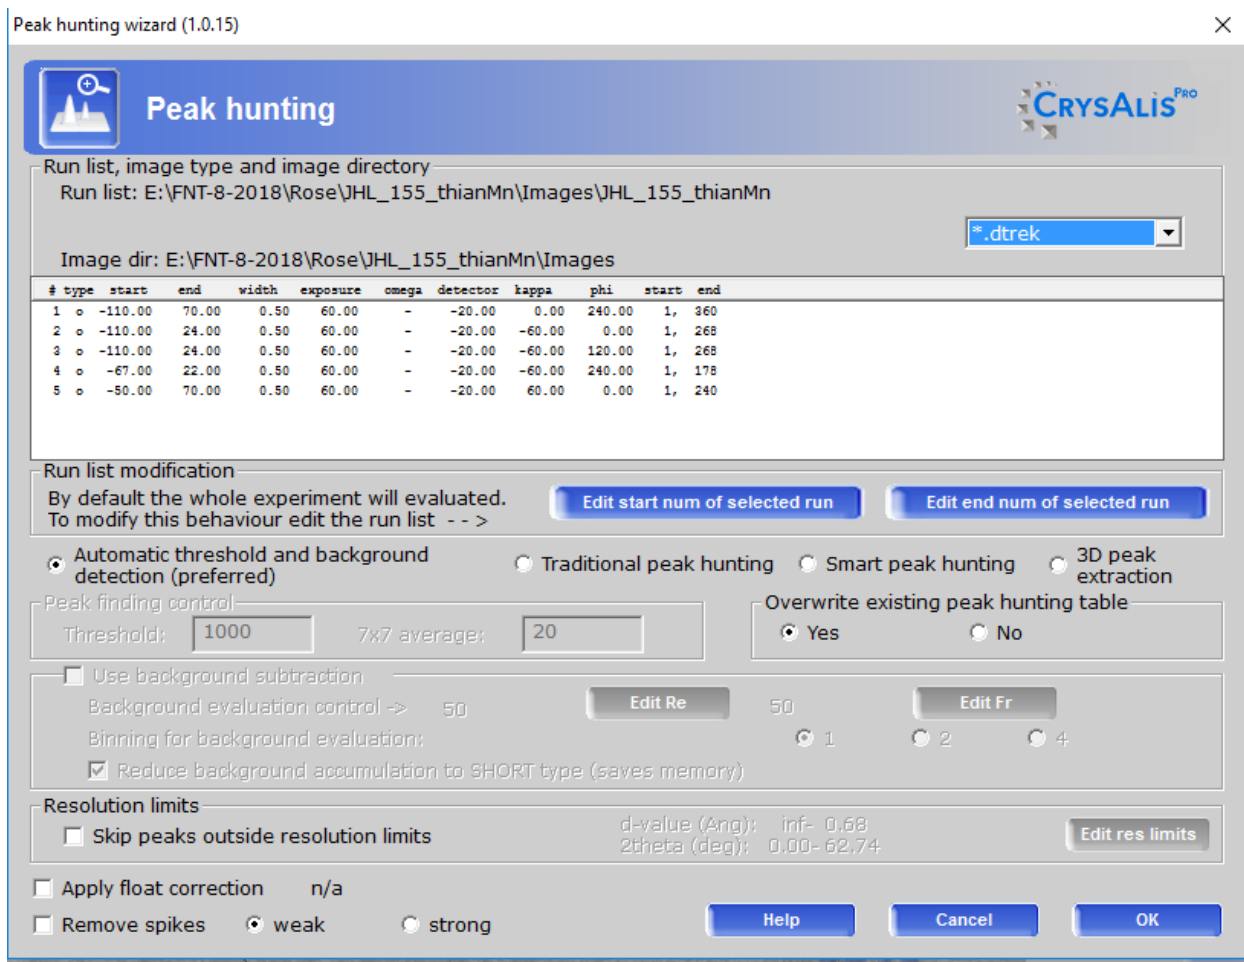 Peak hunting wizard (1.0.15)
Peak hunting
CRYSALIS PRO
Run list, image type and image directory
Run list: E:\FNT-8-2018\Rose\JHL_155_thianMn\Images\JHL_155_thianMn
*.dtrek
Image dir: E:\FNT-8-2018\Rose\JHL_155_thianMn\Images
# type start end width exposure omega detector kappa phi start end
1 o -110.00 70.00 0.50 60.00 - -20.00 0.00 240.00 1, 360
2 o -110.00 24.00 0.50 60.00 - -20.00 -60.00 0.00 1, 268
3 o -110.00 24.00 0.50 60.00 - -20.00 -60.00 120.00 1, 268
4 o -67.00 22.00 0.50 60.00 - -20.00 -60.00 240.00 1, 178
5 o -50.00 70.00 0.50 60.00 - -20.00 60.00 0.00 1, 240
Run list modification
By default the whole experiment will evaluated.
To modify this behaviour edit the run list - - >
Edit start num of selected run
Edit end num of selected run
Automatic threshold and background
detection (preferred)
Traditional peak hunting
Smart peak hunting
3D peak
extraction
Peak finding control
Threshold: 1000 7x7 average: 20
Overwrite existing peak hunting table
Yes No
Use background subtraction
Background evaluation control -> 50 Edit Re 50 Edit Fr
Binning for background evaluation: 1 2 4
Reduce background accumulation to SHORT type (saves memory)
Resolution limits
Skip peaks outside resolution limits
d-value (Ang): inf- 0.68
2theta (deg): 0.00- 62.74
Edit res limits
Apply float correction n/a
Remove spikes weak strong
Help Cancel OK